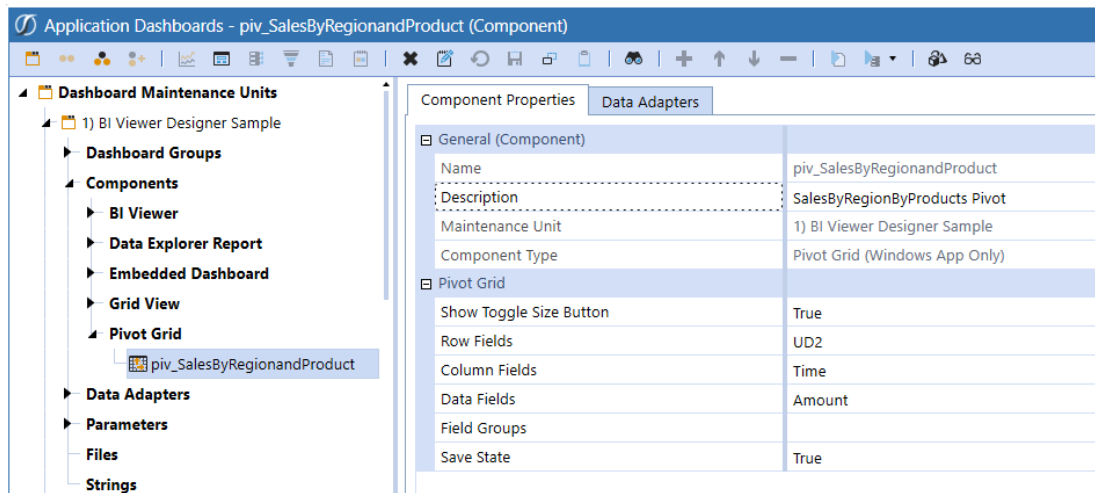 Application Dashboards - piv_SalesByRegionandProduct (Component)
Dashboard Maintenance Units
1) BI Viewer Designer Sample
Dashboard Groups
Components
BI Viewer
Data Explorer Report
Embedded Dashboard
Grid View
Pivot Grid
piv_SalesByRegionandProduct
Data Adapters
Parameters
Files
Strings
Component Properties Data Adapters
General (Component)
Name piv_SalesByRegionandProduct
Description SalesByRegionByProducts Pivot
Maintenance Unit 1) BI Viewer Designer Sample
Component Type Pivot Grid (Windows App Only)
Pivot Grid
Show Toggle Size Button True
Row Fields UD2
Column Fields Time
Data Fields Amount
Field Groups
Save State True